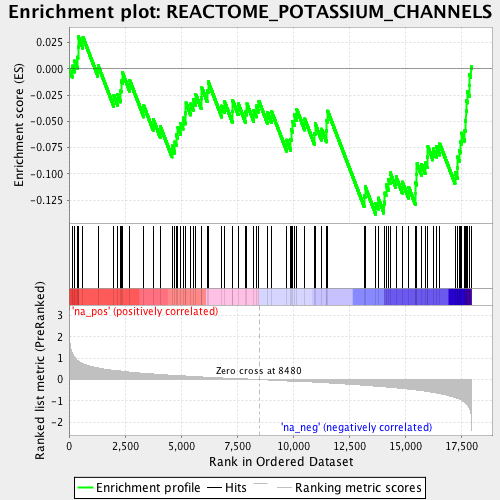 Enrichment plot: REACTOME_POTASSIUM_CHANNELS
Enrichment score (ES)
0.025
0.000
-0.025
-0.050
-0.075
-0.100
-0.125
'na_pos' (positively correlated)
Ranked list metric (PreRanked)
3
2
1
0
-1
-2
Zero cross at 8480
'na_neg' (negatively correlated)
0
2,500
5,000
7,500
10,000
12,500
15,000
17,500
Rank in Ordered Dataset
Enrichment profile
Hits
Ranking metric scores